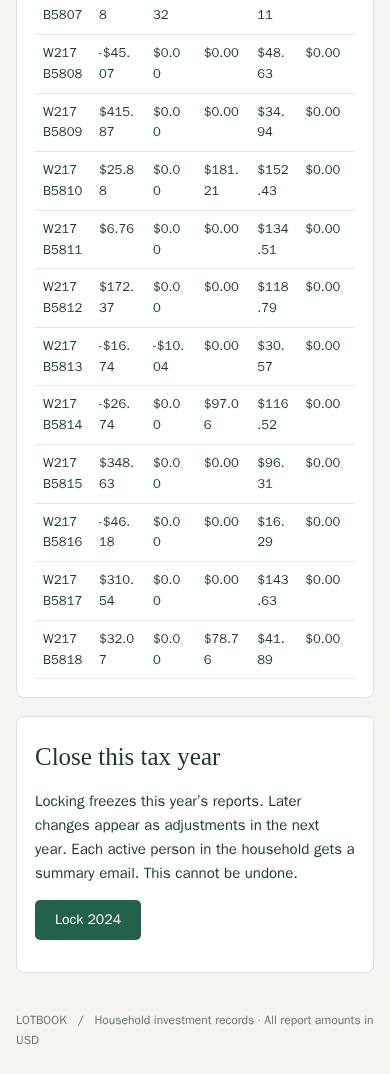 B5807 8 32 11
W217 -$45. $0.0 $0.00 $48. $0.00
B5808 07 0 63
W217 $415. $0.0 $0.00 $34. $0.00
B5809 87 0 94
W217 $25.8 $0.0 $181. $152 $0.00
B5810 8 0 21 .43
W217 $6.76 $0.0 $0.00 $134 $0.00
B5811 0 .51
W217 $172. $0.0 $0.00 $118 $0.00
B5812 37 0 .79
W217 -$16. -$10. $0.00 $30. $0.00
B5813 74 04 57
W217 -$26. $0.0 $97.0 $116 $0.00
B5814 74 0 6 .52
W217 $348. $0.0 $0.00 $96. $0.00
B5815 63 0 31
W217 -$46. $0.0 $0.00 $16. $0.00
B5816 18 0 29
W217 $310. $0.0 $0.00 $143 $0.00
B5817 54 0 .63
W217 $32.0 $0.0 $78.7 $41. $0.00
B5818 7 0 6 89
Close this tax year
Locking freezes this year's reports. Later
changes appear as adjustments in the next
year. Each active person in the household gets a
summary email. This cannot be undone.
Lock 2024
LOTBOOK / Household investment records · All report amounts in
USD